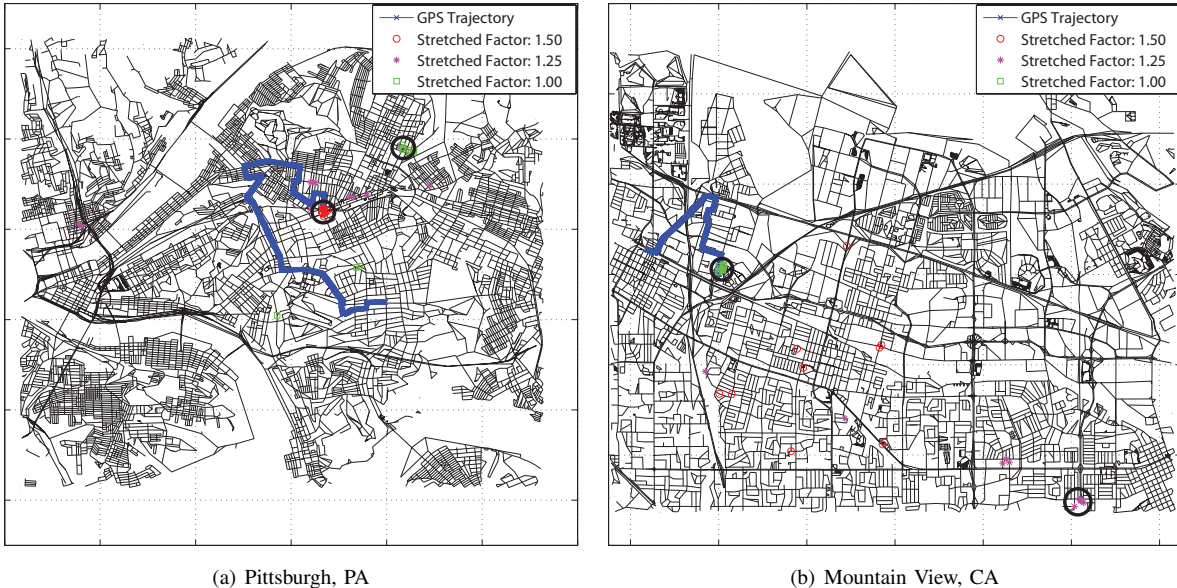 GPS Trajectory
Stretched Factor: 1.50
Stretched Factor: 1.25
Stretched Factor: 1.00
GPS Trajectory
Stretched Factor: 1.50
Stretched Factor: 1.25
Stretched Factor: 1.00
(a) Pittsburgh, PA
(b) Mountain View, CA